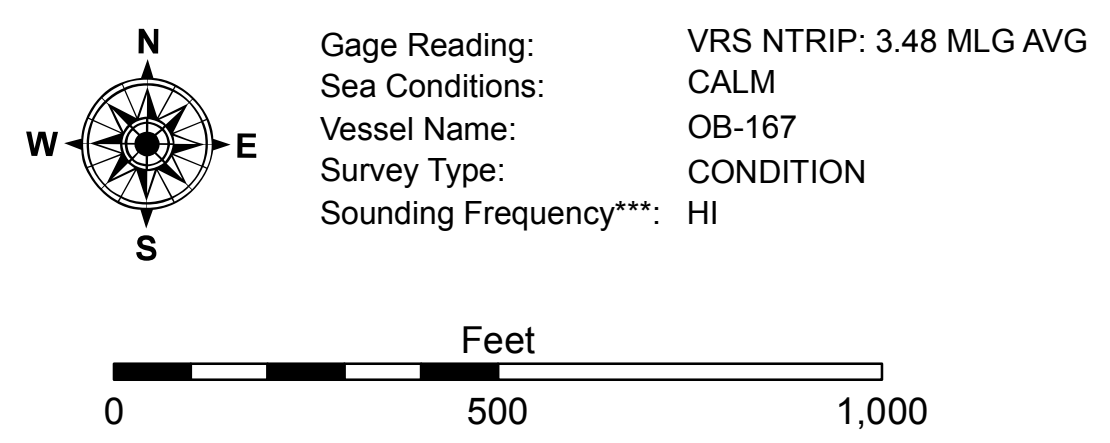 N
W E
S
Gage Reading: VRS NTRIP: 3.48 MLG AVG
Sea Conditions: CALM
Vessel Name: OB-167
Survey Type: CONDITION
Sounding Frequency***: HI
Feet
0 500 1,000